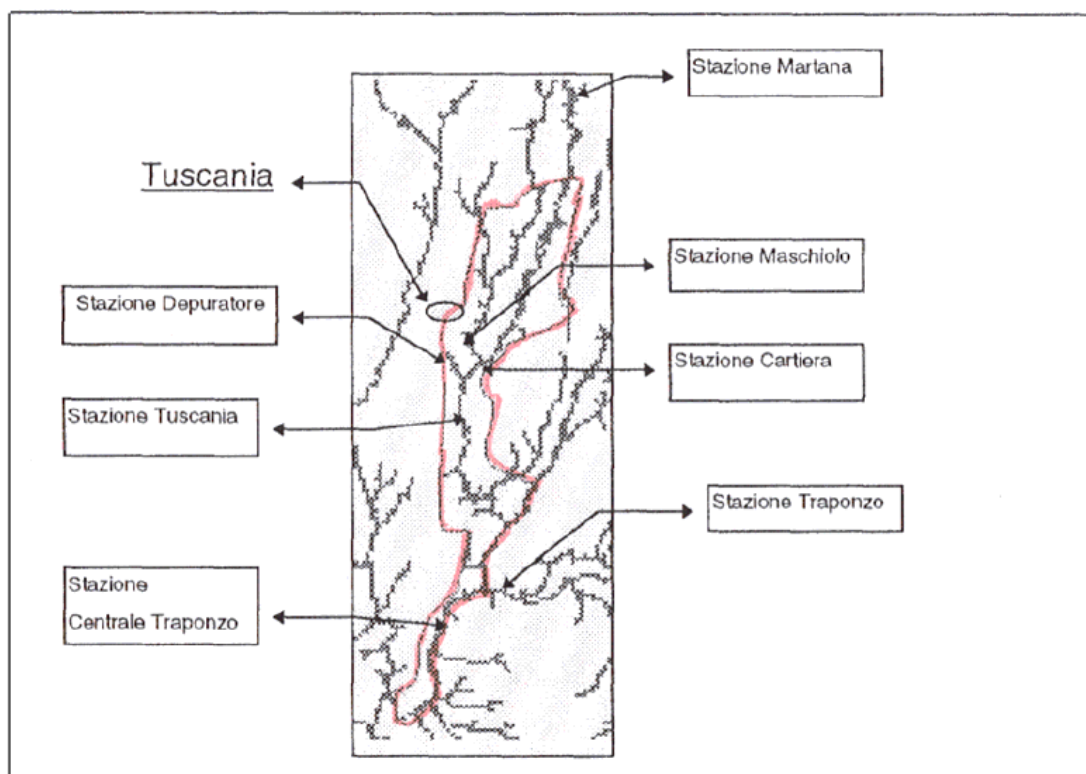 Stazione Martana
Tuscania
Stazione Maschiolo
Stazione Depuratore
Stazione Cartiera
Stazione Tuscania
Stazione Traponzo
Stazione
Centrale Traponzo